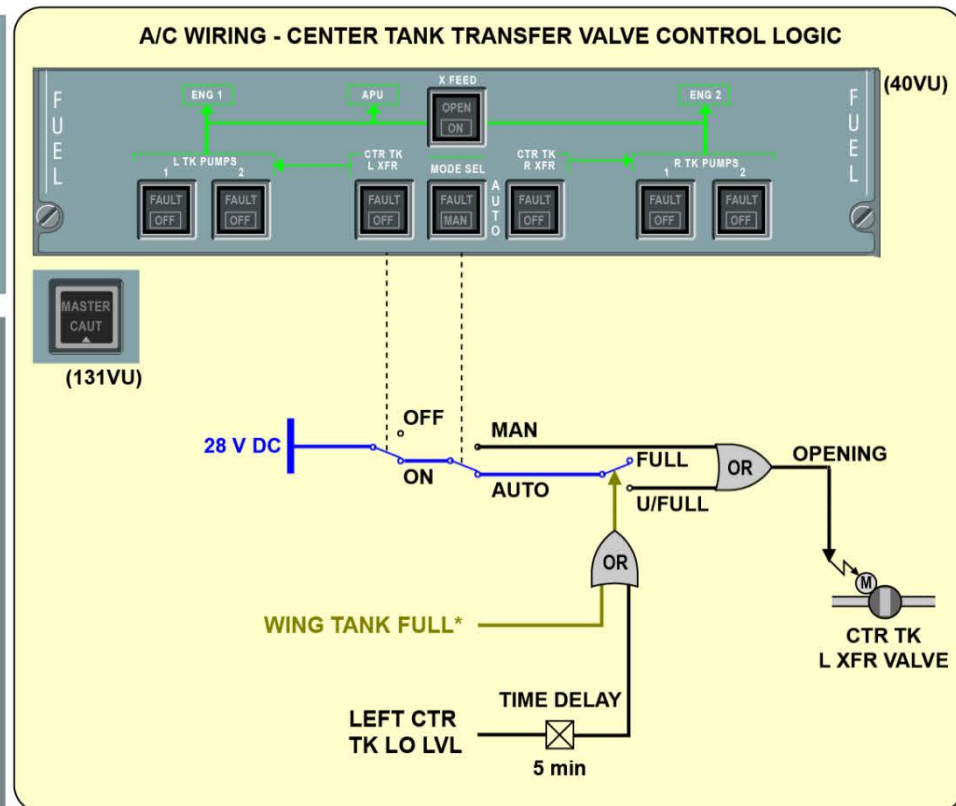 A/C WIRING - CENTER TANK TRANSFER VALVE CONTROL LOGIC
(40VU)
FUEL
ENG 1
APU
X FEED
OPEN
ON
ENG 2
FUEL
L TK PUMPS
1
2
CTR TK
L XFR
MODE SEL
AUTO
CTR TK
R XFR
R TK PUMPS
1
2
FAULT
OFF
FAULT
OFF
FAULT
OFF
FAULT
MAN
FAULT
OFF
FAULT
OFF
FAULT
OFF
MASTER
CAUT
(131VU)
28 V DC
OFF
ON
MAN
AUTO
FULL
U/FULL
OR
OPENING
OR
M
WING TANK FULL*
CTR TK
L XFR VALVE
LEFT CTR
TK LO LVL
TIME DELAY
5 min